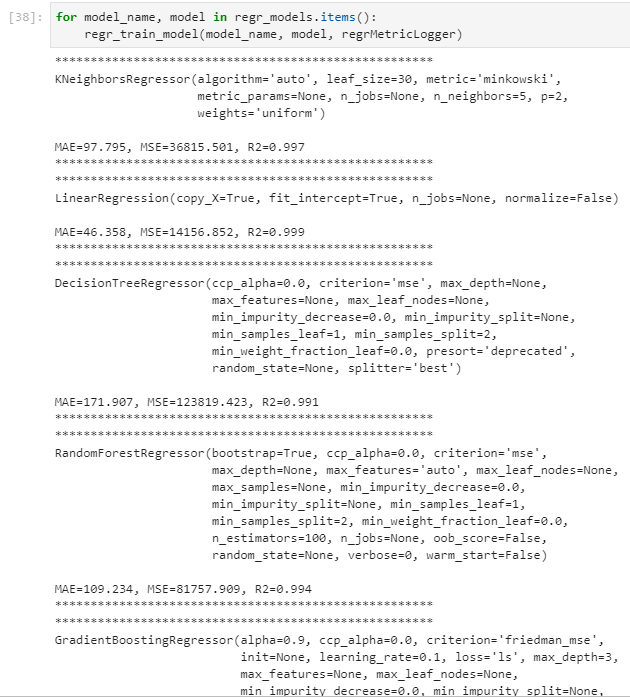 [38]: for model_name, model in regr_models.items():
regr_train_model(model_name, model, regrMetricLogger)
*****************************************************
KNeighborsRegressor(algorithm='auto', leaf_size=30, metric='minkowski',
metric_params=None, n_jobs=None, n_neighbors=5, p=2,
weights='uniform')
MAE=97.795, MSE=36815.501, R2=0.997
*****************************************************
*****************************************************
LinearRegression(copy_X=True, fit_intercept=True, n_jobs=None, normalize=False)
MAE=46.358, MSE=14156.852, R2=0.999
*****************************************************
*****************************************************
DecisionTreeRegressor(ccp_alpha=0.0, criterion='mse', max_depth=None,
max_features=None, max_leaf_nodes=None,
min_impurity_decrease=0.0, min_impurity_split=None,
min_samples_leaf=1, min_samples_split=2,
min_weight_fraction_leaf=0.0, presort='deprecated',
random_state=None, splitter='best')
MAE=171.907, MSE=123819.423, R2=0.991
*****************************************************
*****************************************************
RandomForestRegressor(bootstrap=True, ccp_alpha=0.0, criterion='mse',
max_depth=None, max_features='auto', max_leaf_nodes=None,
max_samples=None, min_impurity_decrease=0.0,
min_impurity_split=None, min_samples_leaf=1,
min_samples_split=2, min_weight_fraction_leaf=0.0,
n_estimators=100, n_jobs=None, oob_score=False,
random_state=None, verbose=0, warm_start=False)
MAE=109.234, MSE=81757.909, R2=0.994
*****************************************************
*****************************************************
GradientBoostingRegressor(alpha=0.9, ccp_alpha=0.0, criterion='friedman_mse',
init=None, learning_rate=0.1, loss='ls', max_depth=3,
max_features=None, max_leaf_nodes=None,
min_impurity_decrease=0.0, min_impurity_split=None,